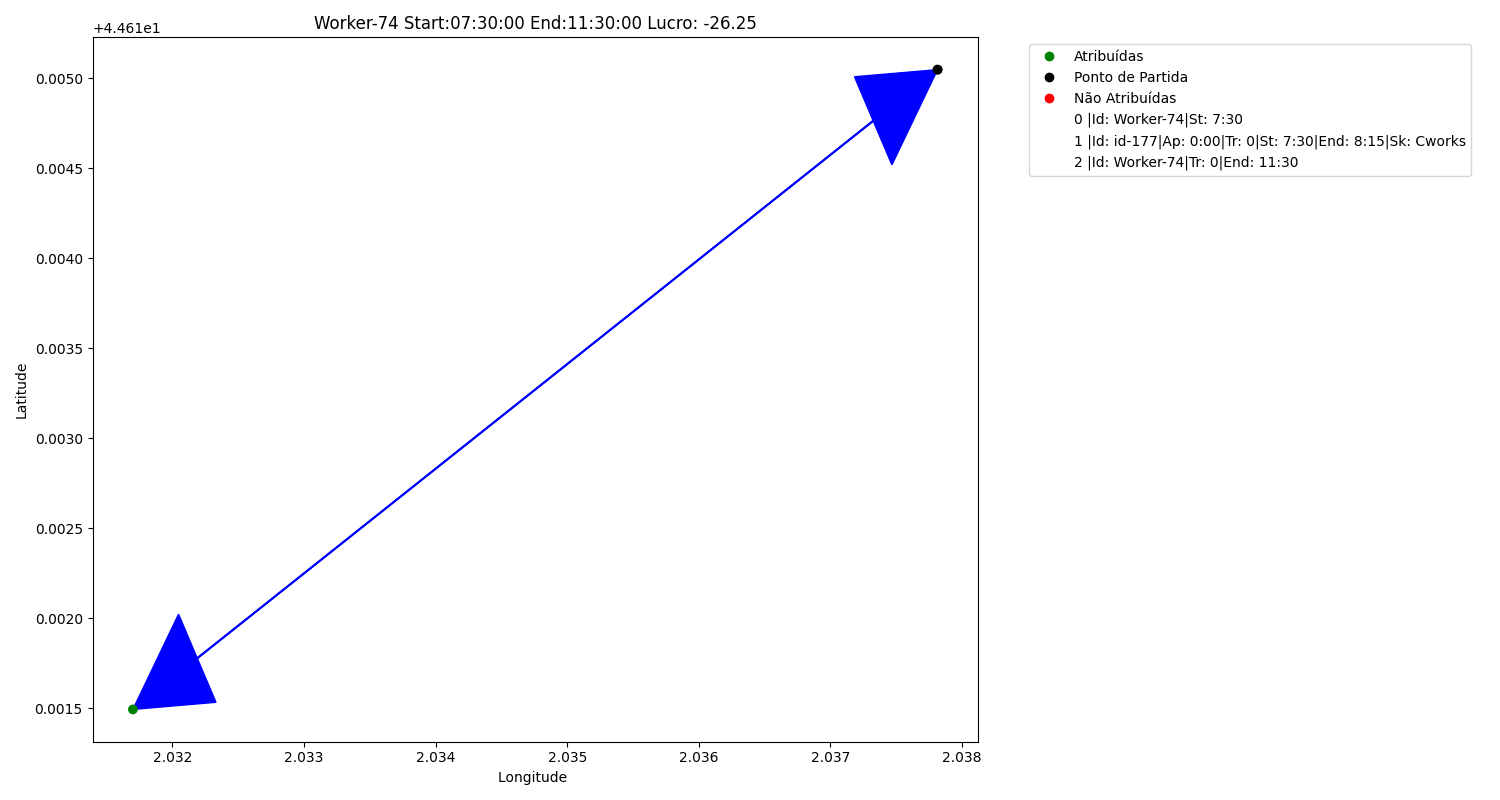 Worker-74 Start:07:30:00 End:11:30:00 Lucro: -26.25
+4.461e1
0.0050
0.0045
0.0040
0.0035
0.0030
0.0025
0.0020
0.0015
Latitude
2.032 2.033 2.034 2.035 2.036 2.037 2.038
Longitude
Atribuídas
Ponto de Partida
Não Atribuídas
0 |Id: Worker-74|St: 7:30
1 |Id: id-177|Ap: 0:00|Tr: 0|St: 7:30|End: 8:15|Sk: Cworks
2 |Id: Worker-74|Tr: 0|End: 11:30